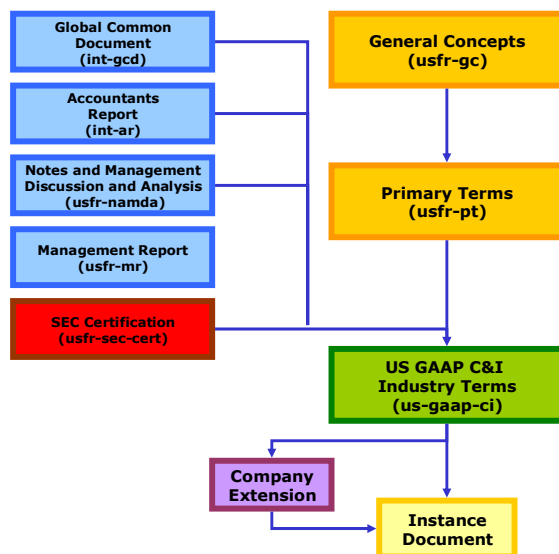 Global Common
Document
(int-gcd)
General Concepts
(usfr-gc)
Accountants
Report
(int-ar)
Notes and Management
Discussion and Analysis
(usfr-namda)
Primary Terms
(usfr-pt)
Management Report
(usfr-mr)
SEC Certification
(usfr-sec-cert)
US GAAP C&I
Industry Terms
(us-gaap-ci)
Company
Extension
Instance
Document